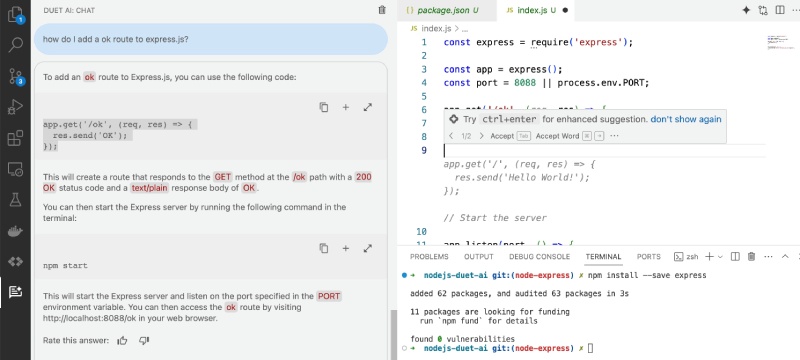 DUET AI: CHAT
how do I add a ok route to express.js?
To add an ok route to Express.js, you can use the following code:
app.get('/ok', (req, res) => {
res.send('OK');
});
This will create a route that responds to the GET method at the /ok path with a 200
OK status code and a text/plain response body of OK.
You can then start the Express server by running the following command in the
terminal:
npm start
This will start the Express server and listen on the port specified in the PORT
environment variable. You can then access the ok route by visiting
http://localhost:8088/ok in your web browser.
Rate this answer:
1
3
{} package.json U
JS index.js U
JS index.js > ...
1 const express = require('express');
2
3 const app = express();
4 const port = 8088 || process.env.PORT;
5
6 app.get('/ok', (req, res) => {
7
8
Try ctrl+enter for enhanced suggestion. don't show again
< 1/2 > Accept Tab Accept Word ⌘ → ...
9
app.get('/', (req, res) => {
res.send('Hello World!');
});
// Start the server
10
11 app.listen(port, () => {
PROBLEMS OUTPUT DEBUG CONSOLE TERMINAL PORTS zsh
➜ nodejs-duet-ai git:(node-express) ✗ npm install --save express
added 62 packages, and audited 63 packages in 3s
11 packages are looking for funding
run `npm fund` for details
found 0 vulnerabilities
➜ nodejs-duet-ai git:(node-express) ✗